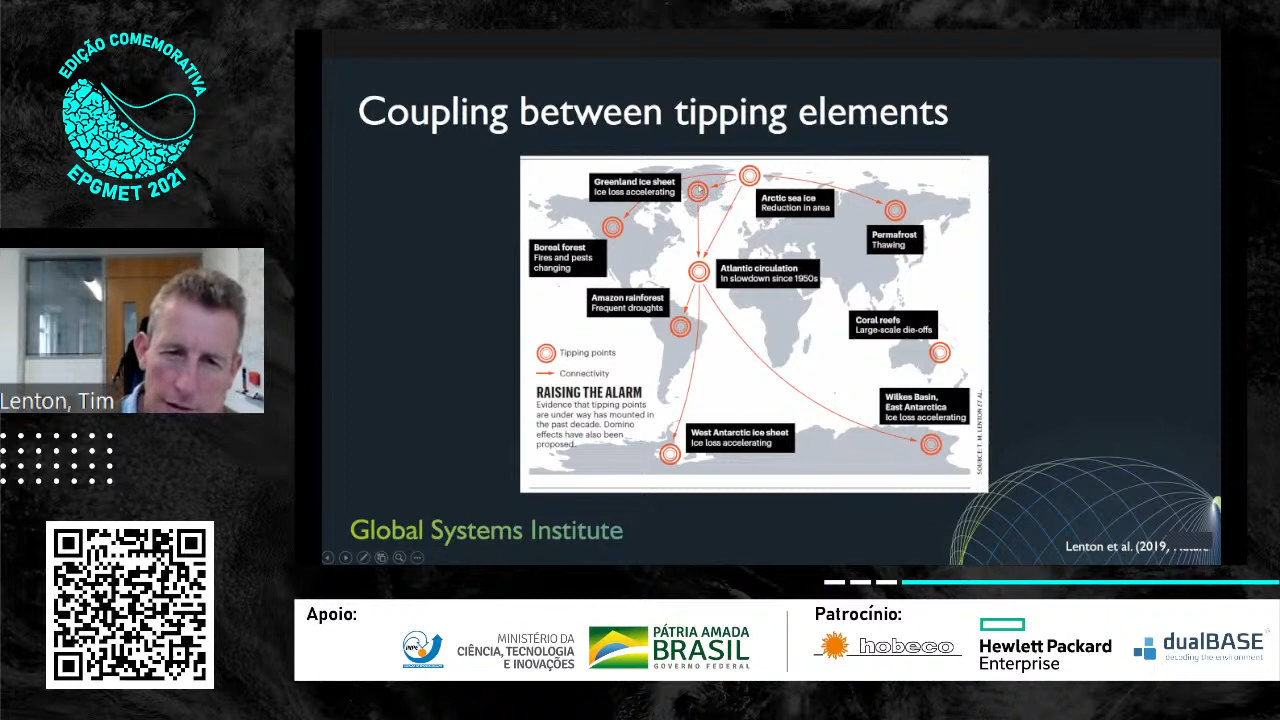 EDIÇÃO COMEMORATIVA
EPGMET 2021
Lenton, Tim
Coupling between tipping elements
Greenland ice sheet
Ice loss accelerating
Arctic sea ice
Reduction in area
Permafrost
Thawing
Boreal forest
Fires and pests
changing
Atlantic circulation
In slowdown since 1950s
Amazon rainforest
Frequent droughts
Coral reefs
Large-scale die-offs
Tipping points
Connectivity
RAISING THE ALARM
Evidence that tipping points
are under way has mounted in
the past decade. Domino
effects have also been
proposed.
Wilkes Basin,
East Antarctica
Ice loss accelerating
West Antarctic ice sheet
Ice loss accelerating
SOURCE: T. M. LENTON ET AL.
Global Systems Institute
Lenton et al. (2019,
Apoio:
INPE
MINISTÉRIO DA
CIÊNCIA, TECNOLOGIA
E INOVAÇÕES
PÁTRIA AMADA
BRASIL
GOVERNO FEDERAL
Patrocínio:
hobeco
Hewlett Packard
Enterprise
dualBASE
decoding the environment